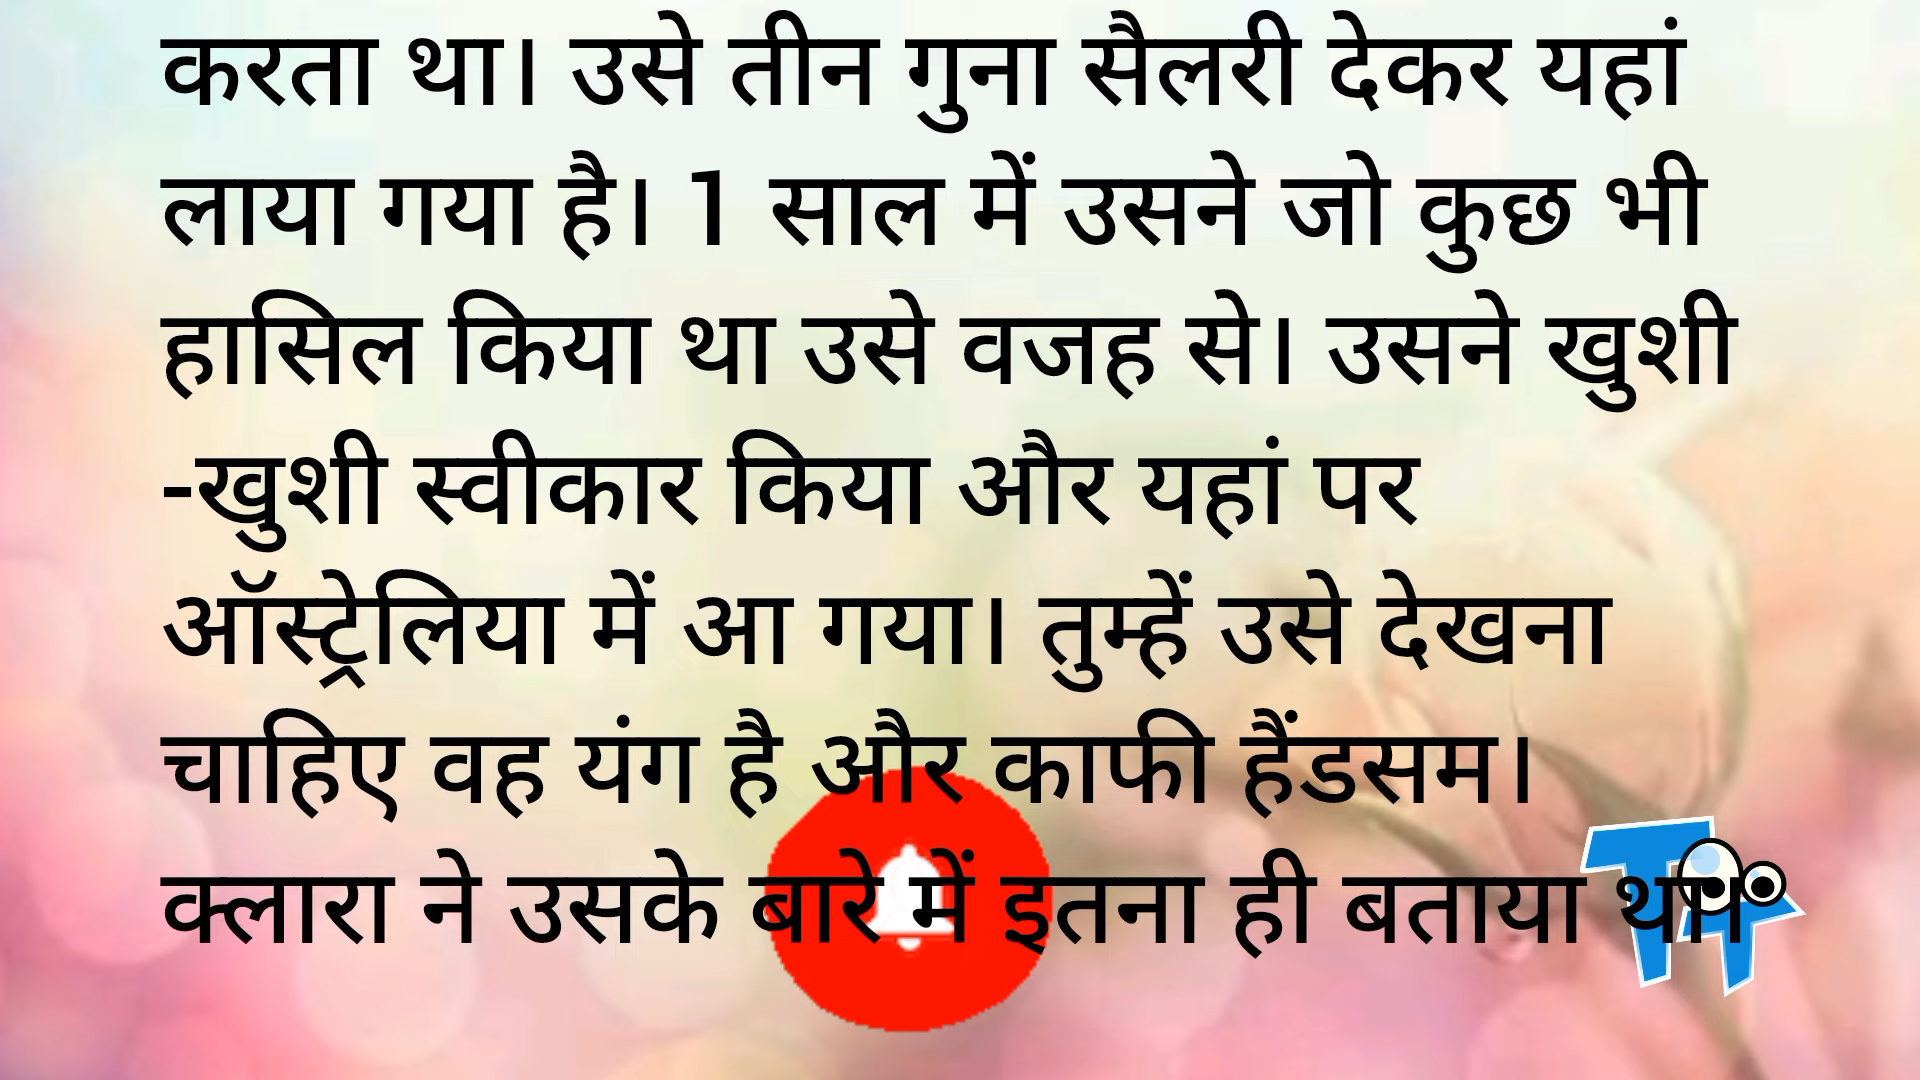 करता था। उसे तीन गुना सैलरी देकर यहां
लाया गया है। 1 साल में उसने जो कुछ भी
हासिल किया था उसे वजह से। उसने खुशी
-खुशी स्वीकार किया और यहां पर
ऑस्ट्रेलिया में आ गया। तुम्हें उसे देखना
चाहिए वह यंग है और काफी हैंडसम।
क्लारा ने उसके बारे में इतना ही बताया था।